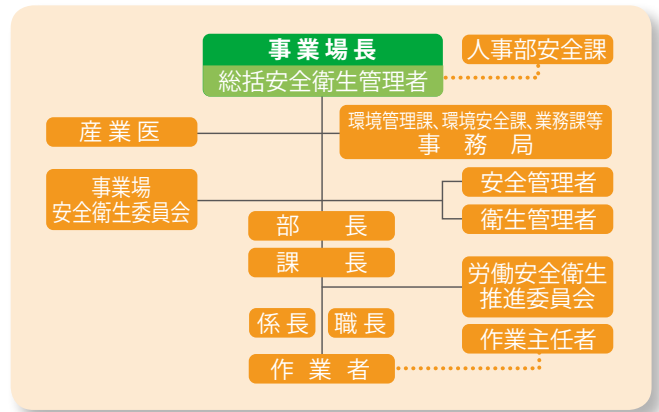 事業場長
総括安全衛生管理者
人事部安全課
産業医
環境管理課、環境安全課、業務課等
事務局
事業場
安全衛生委員会
安全管理者
衛生管理者
部長
課長
労働安全衛生
推進委員会
係長
職長
作業主任者
作業者